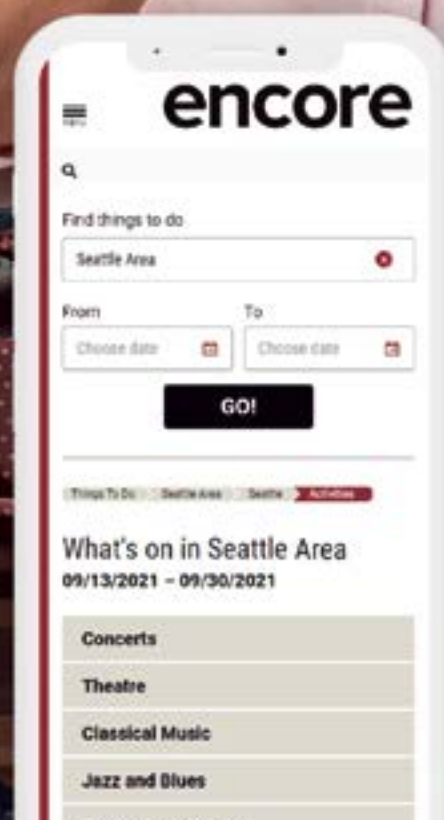 encore
menu
Find things to do
Seattle Area
From To
Choose date Choose date
GO!
Things To Do Seattle Area Seattle Activities
What's on in Seattle Area
09/13/2021 – 09/30/2021
Concerts
Theatre
Classical Music
Jazz and Blues